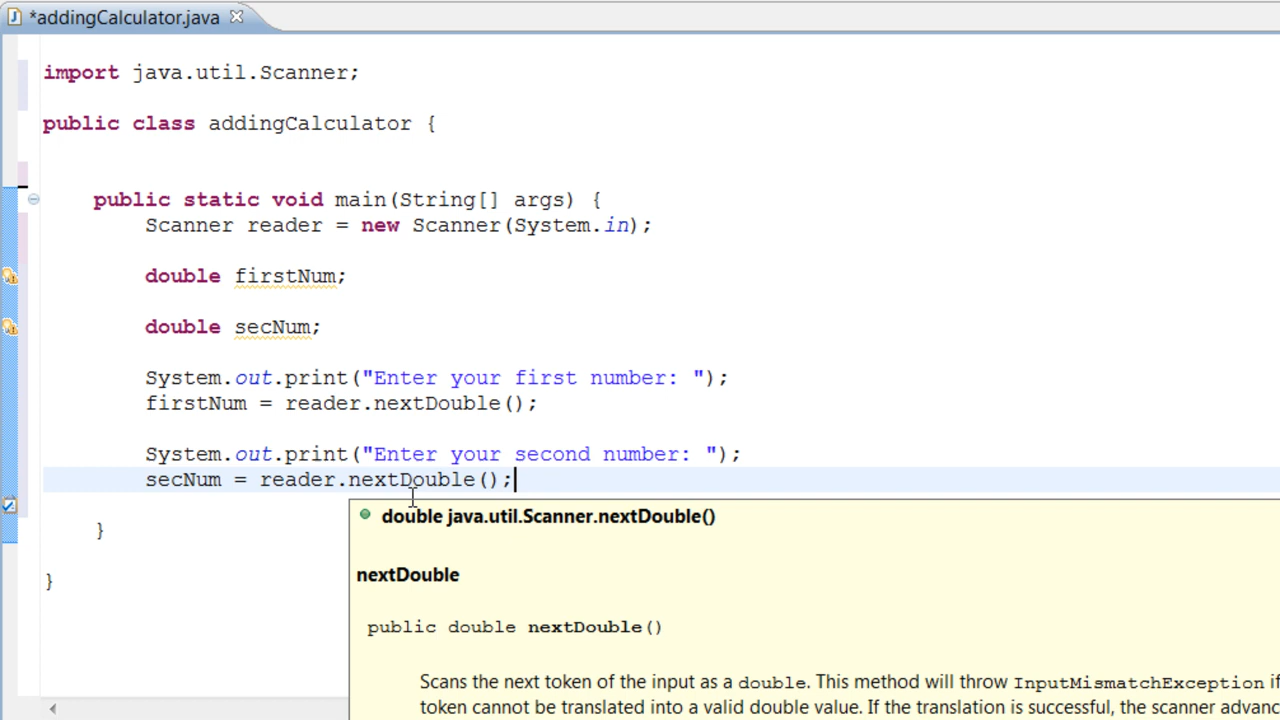 *addingCalculator.java
import java.util.Scanner;
public class addingCalculator {
public static void main(String[] args) {
Scanner reader = new Scanner(System.in);
double firstNum;
double secNum;
System.out.print("Enter your first number: ");
firstNum = reader.nextDouble();
System.out.print("Enter your second number: ");
secNum = reader.nextDouble();
double java.util.Scanner.nextDouble()
}
nextDouble
}
public double nextDouble()
Scans the next token of the input as a double. This method will throw InputMismatchException if
token cannot be translated into a valid double value. If the translation is successful, the scanner advanc